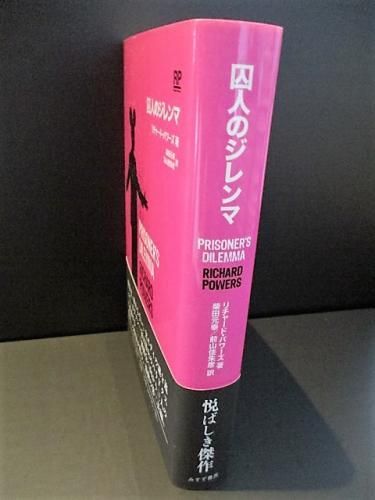 RP
囚人のジレンマ
リチャード・パワーズ 著
PRISONER'S
DILEMMA
囚人のジレンマ
PRISONER'S
DILEMMA
RICHARD
POWERS
リチャード・パワーズ 著
柴田元幸/前山佳朱彦 訳
悦ばしき傑作
みすず書房